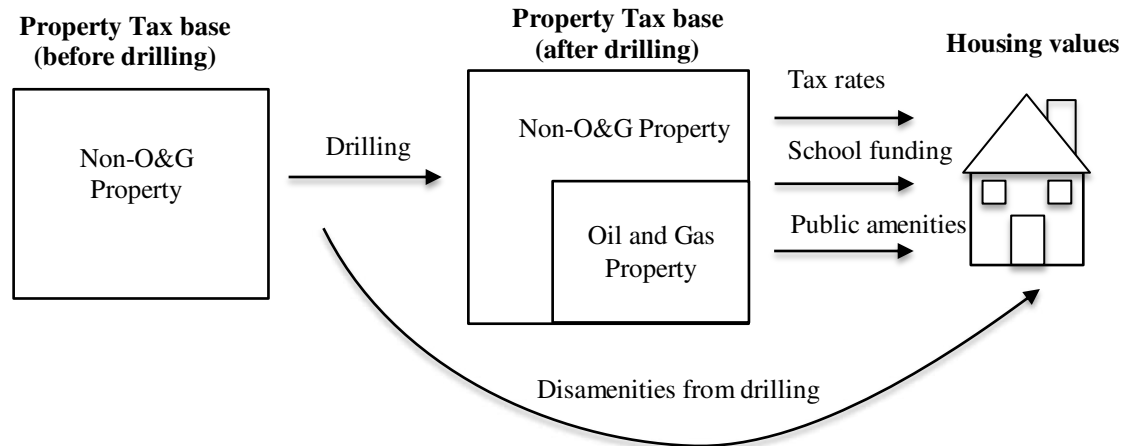 Property Tax base
(before drilling)
Non-O&G
Property
Drilling
Property Tax base
(after drilling)
Non-O&G Property
Oil and Gas
Property
Tax rates
School funding
Public amenities
Housing values
Disamenities from drilling